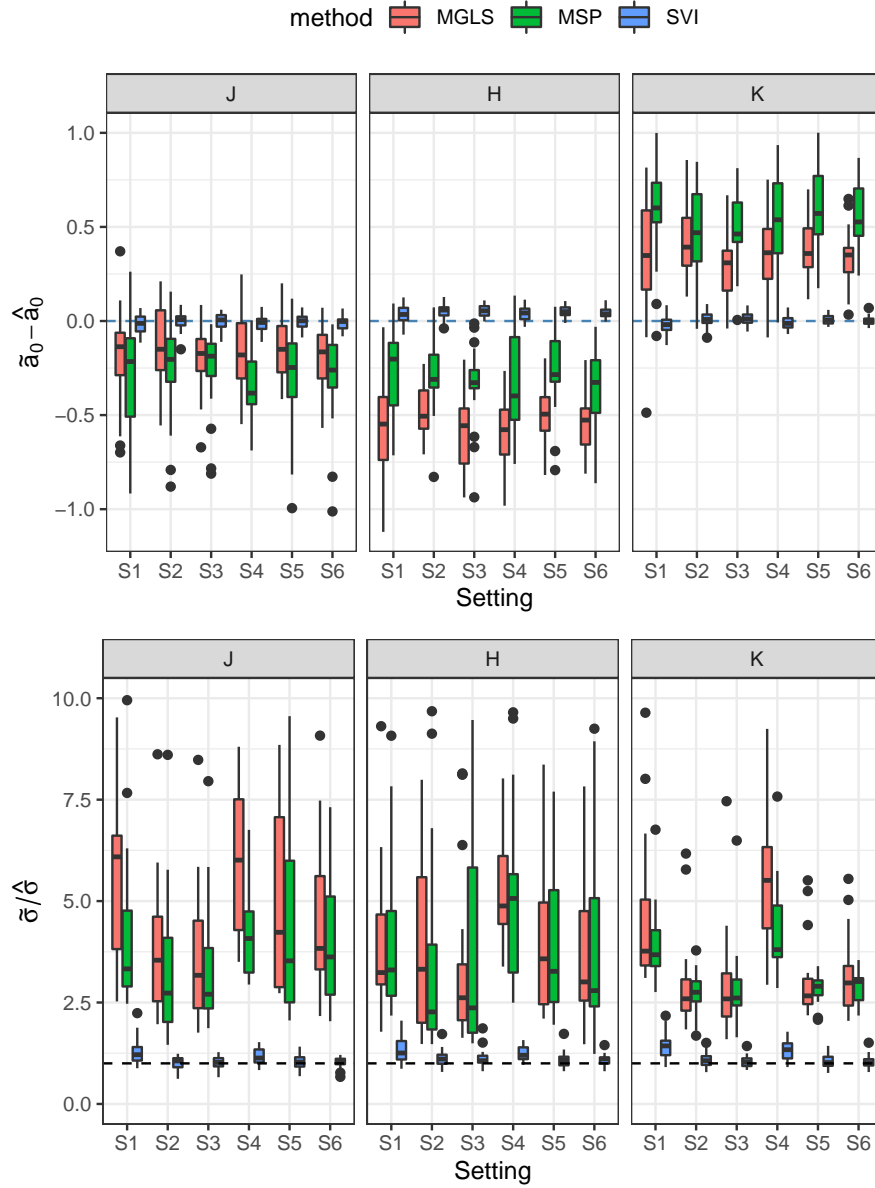 method MGLS MSP SVI
J H K
ã₀−â₀
1.0
0.5
0.0
−0.5
−1.0
S1 S2 S3 S4 S5 S6 S1 S2 S3 S4 S5 S6 S1 S2 S3 S4 S5 S6
Setting
J H K
σ̃/σ̂
10.0
7.5
5.0
2.5
0.0
S1 S2 S3 S4 S5 S6 S1 S2 S3 S4 S5 S6 S1 S2 S3 S4 S5 S6
Setting